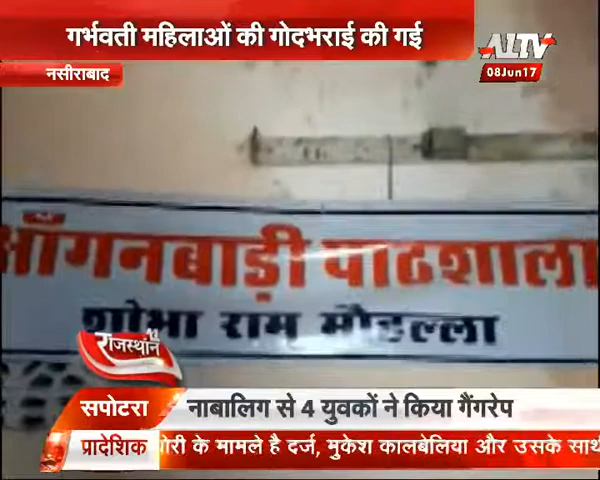 गर्भवती महिलाओं की गोदभराई की गई
ALTV
नसीराबाद
08Jun17
आँगनबाड़ी पाठशाला
शोभा राम मौहल्ला
राजस्थान
सपोटरा
नाबालिग से 4 युवकों ने किया गैंगरेप
प्रादेशिक
के मामले है दर्ज, मुकेश कालबेलिया और उसके